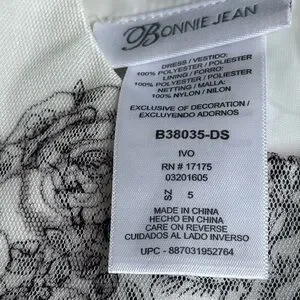 BONNIE JEAN
DRESS / VESTIDO:
100% POLYESTER / POLIESTER
LINING / FORRO:
100% POLYESTER / POLIESTER
NETTING / MALLA:
100% NYLON / NILON
EXCLUSIVE OF DECORATION /
EXCLUYENDO ADORNOS
B38035-DS
IVO
RN # 17175
03201605
SZ 5
MADE IN CHINA
HECHO EN CHINA
CARE ON REVERSE
CUIDADOS AL LADO INVERSO
UPC - 887031952764